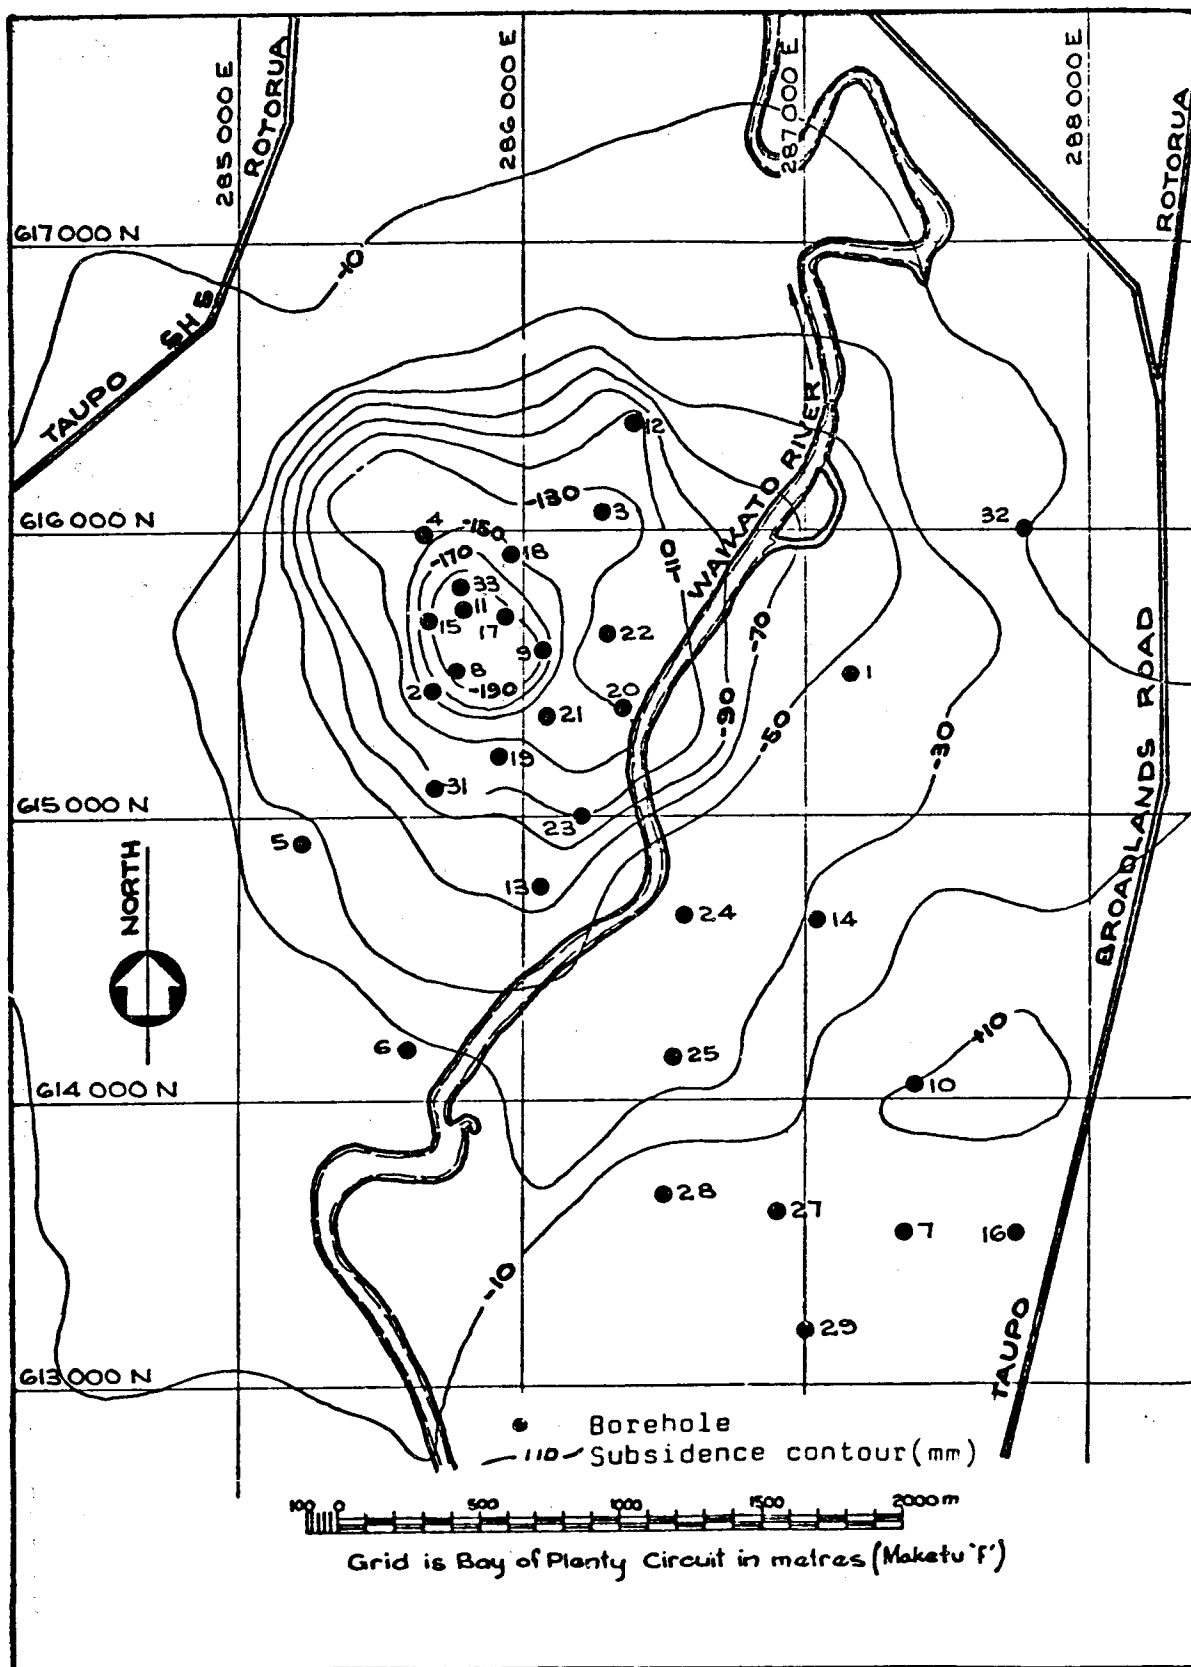 285 000 E
ROTORUA
286 000 E
287 000 E
288 000 E
ROTORUA
617 000 N
-10
SH 5
TAUPO
12
-130
3
616 000 N
4
-150
18
32
-170
33
-110
WAIKATO RIVER
11
15
17
22
-70
9
8
1
2
-190
20
21
-90
-50
-30
19
31
BROADLANDS ROAD
615 000 N
23
5
13
NORTH
24
14
6
25
+10
10
614 000 N
28
27
7
16
-10
29
TAUPO
613 000 N
Borehole
-110- Subsidence contour (mm)
100 0 500 1000 1500 2000 m
Grid is Bay of Planty Circuit in metres (Maketu 'F')